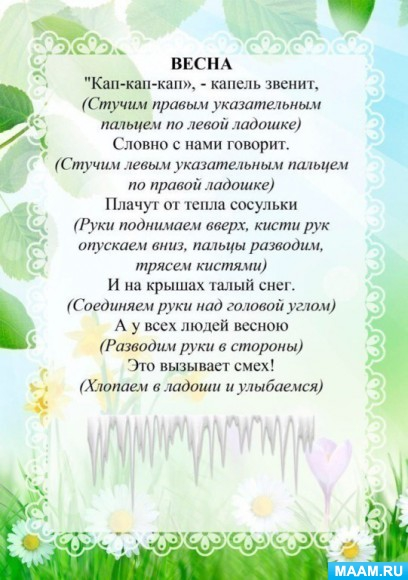 ВЕСНА
"Кап-кап-кап», - капель звенит,
(Стучим правым указательным
пальцем по левой ладошке)
Словно с нами говорит.
(Стучим левым указательным пальцем
по правой ладошке)
Плачут от тепла сосульки
(Руки поднимаем вверх, кисти рук
опускаем вниз, пальцы разводим,
трясем кистями)
И на крышах талый снег.
(Соединяем руки над головой углом)
А у всех людей весною
(Разводим руки в стороны)
Это вызывает смех!
(Хлопаем в ладоши и улыбаемся)
MAAM.RU